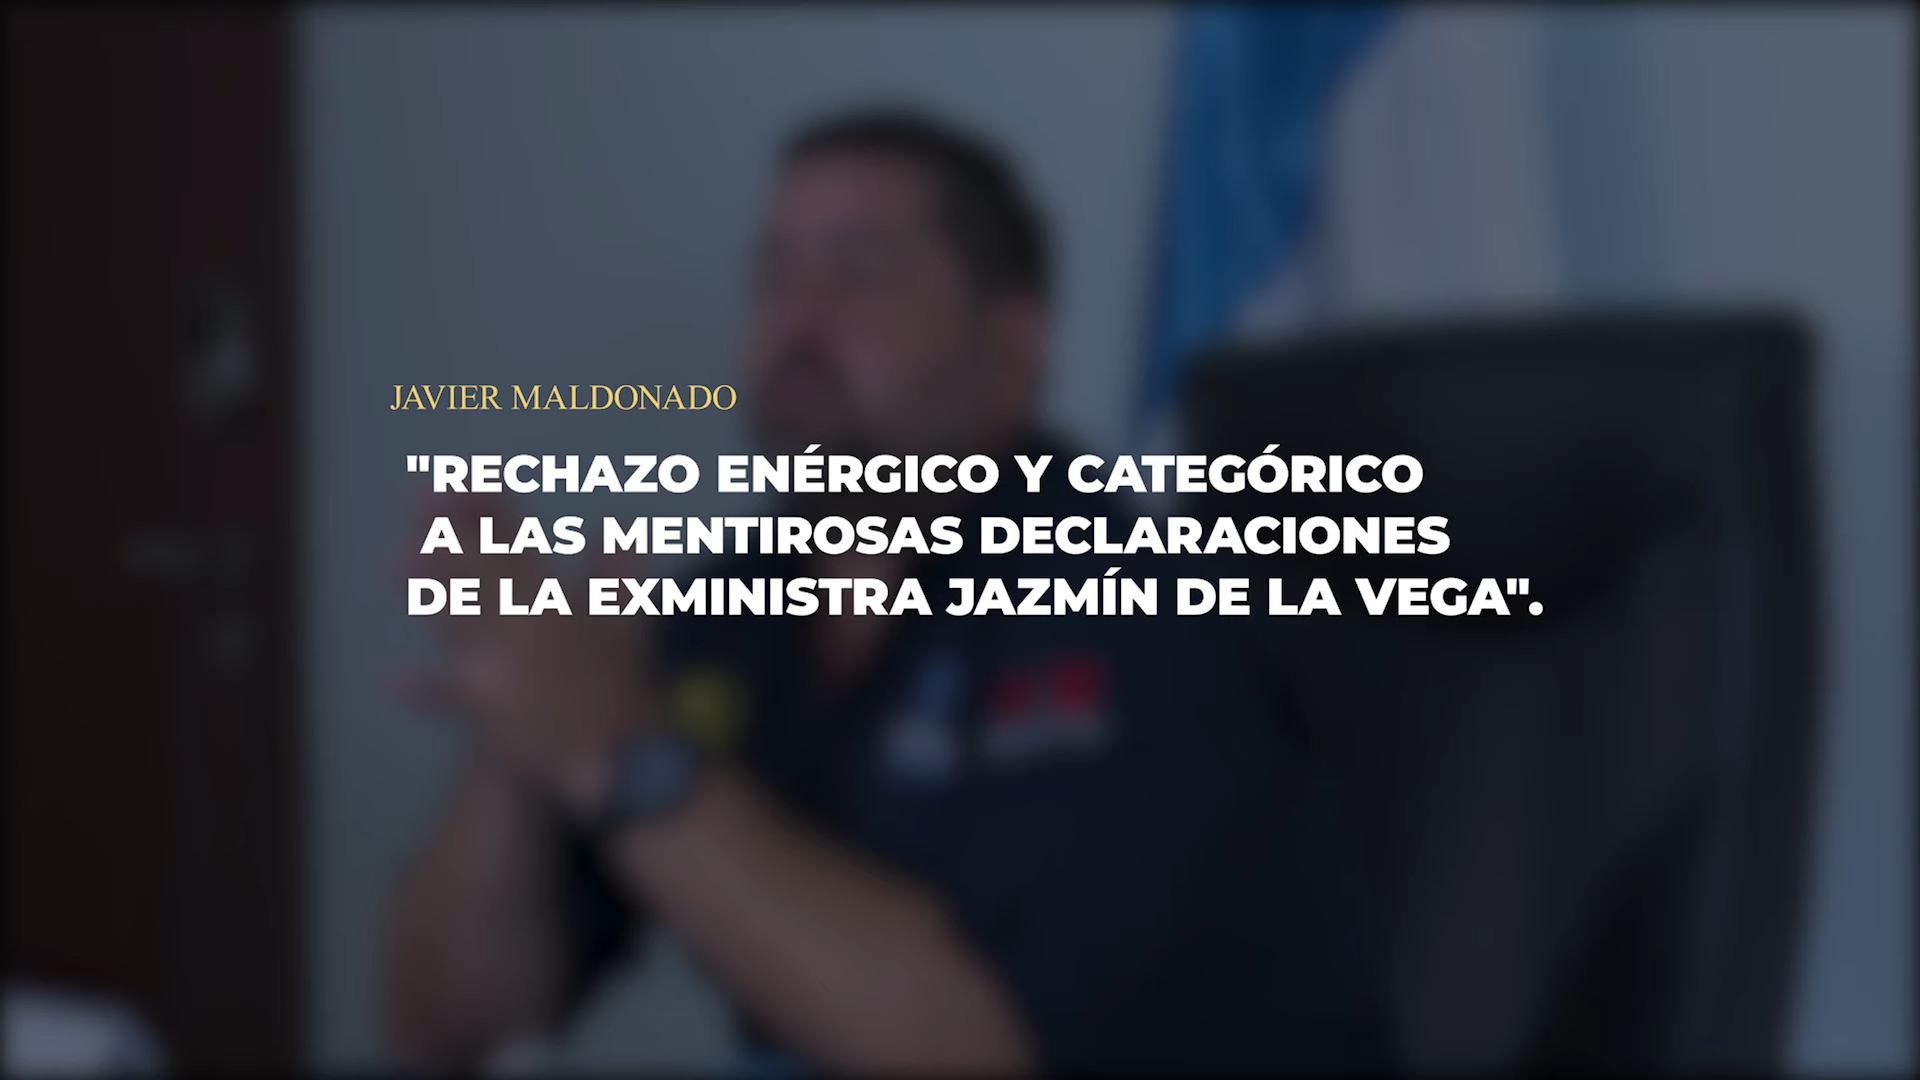 JAVIER MALDONADO
"RECHAZO ENÉRGICO Y CATEGÓRICO
A LAS MENTIROSAS DECLARACIONES
DE LA EXMINISTRA JAZMÍN DE LA VEGA".